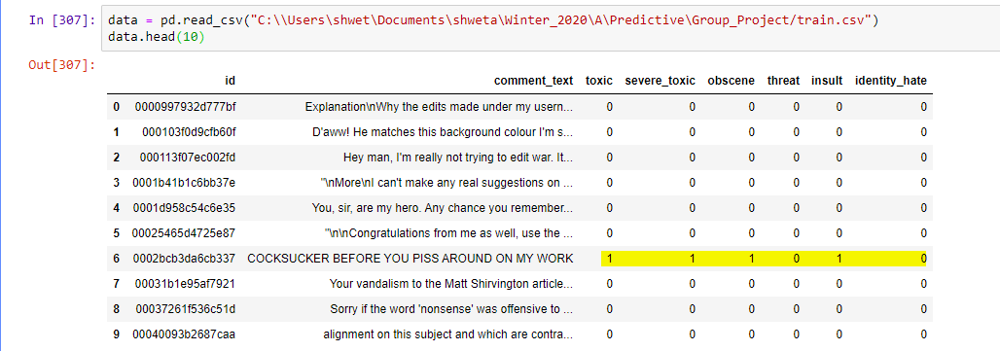 In [307]: data = pd.read_csv("C:\\Users\shwet\Documents\shweta\Winter_2020\A\Predictive\Group_Project/train.csv")
data.head(10)
Out[307]:
id comment_text toxic severe_toxic obscene threat insult identity_hate
0 0000997932d777bf Explanation\nWhy the edits made under my usern... 0 0 0 0 0 0
1 000103f0d9cfb60f D'aww! He matches this background colour I'm s... 0 0 0 0 0 0
2 000113f07ec002fd Hey man, I'm really not trying to edit war. It... 0 0 0 0 0 0
3 0001b41b1c6bb37e "\nMore\nI can't make any real suggestions on ... 0 0 0 0 0 0
4 0001d958c54c6e35 You, sir, are my hero. Any chance you remember... 0 0 0 0 0 0
5 00025465d4725e87 "\n\nCongratulations from me as well, use the ... 0 0 0 0 0 0
6 0002bcb3da6cb337 COCKSUCKER BEFORE YOU PISS AROUND ON MY WORK 1 1 1 0 1 0
7 00031b1e95af7921 Your vandalism to the Matt Shirvington article... 0 0 0 0 0 0
8 00037261f536c51d Sorry if the word 'nonsense' was offensive to ... 0 0 0 0 0 0
9 00040093b2687caa alignment on this subject and which are contra... 0 0 0 0 0 0